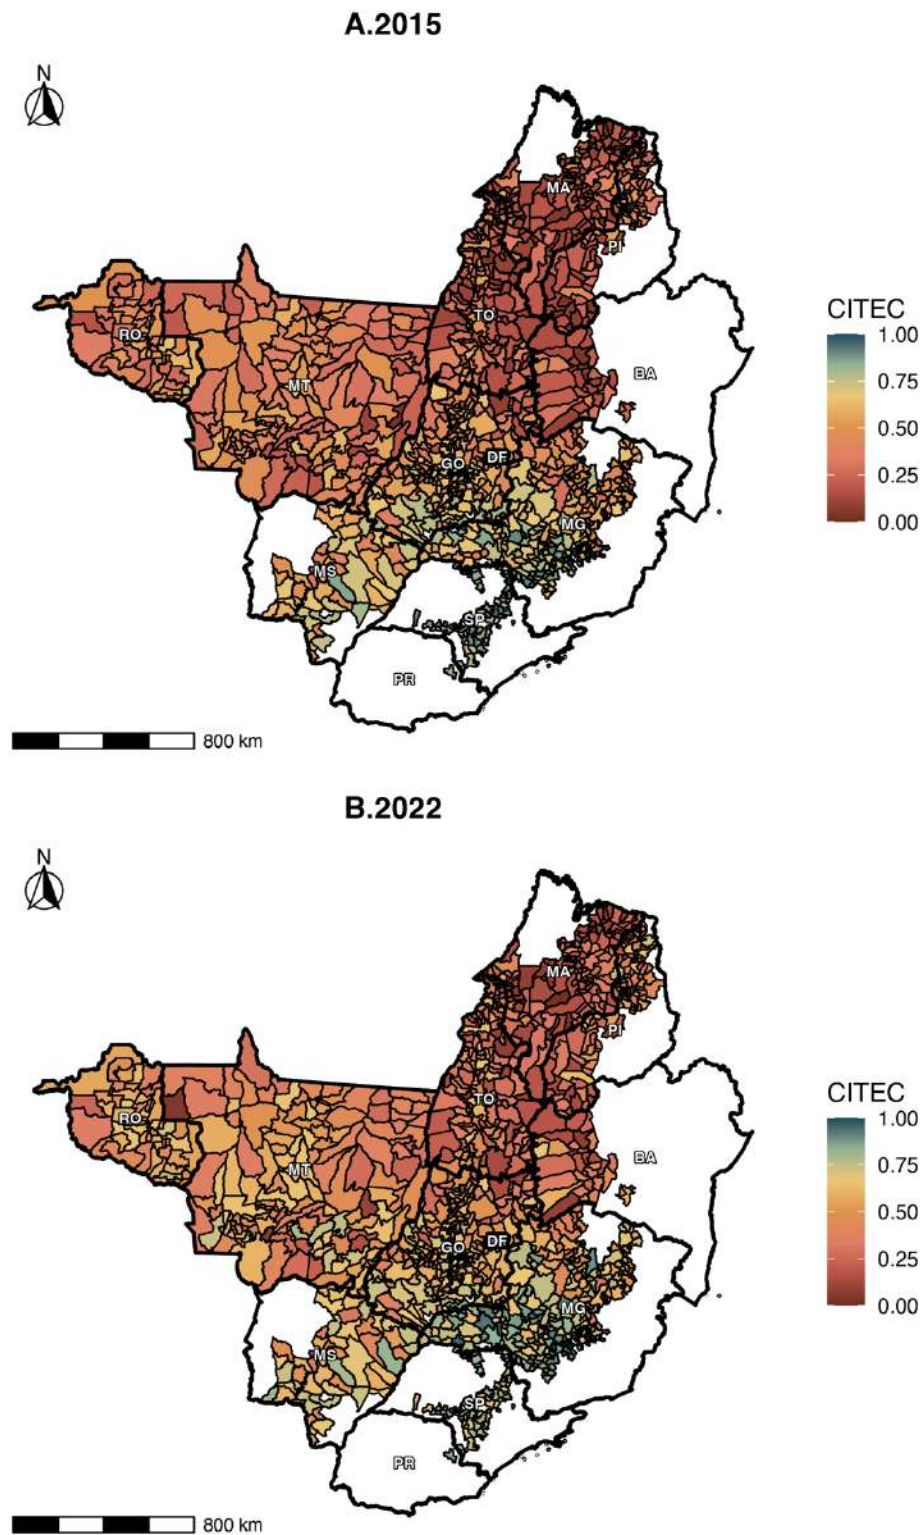 A.2015
N
MA
PI
TO
RO
BA
MT
GO
DF
MG
MS
SP
PR
CITEC
1.00
0.75
0.50
0.25
0.00
800 km
B.2022
N
MA
PI
TO
RO
BA
MT
GO
DF
MG
MS
SP
PR
CITEC
1.00
0.75
0.50
0.25
0.00
800 km